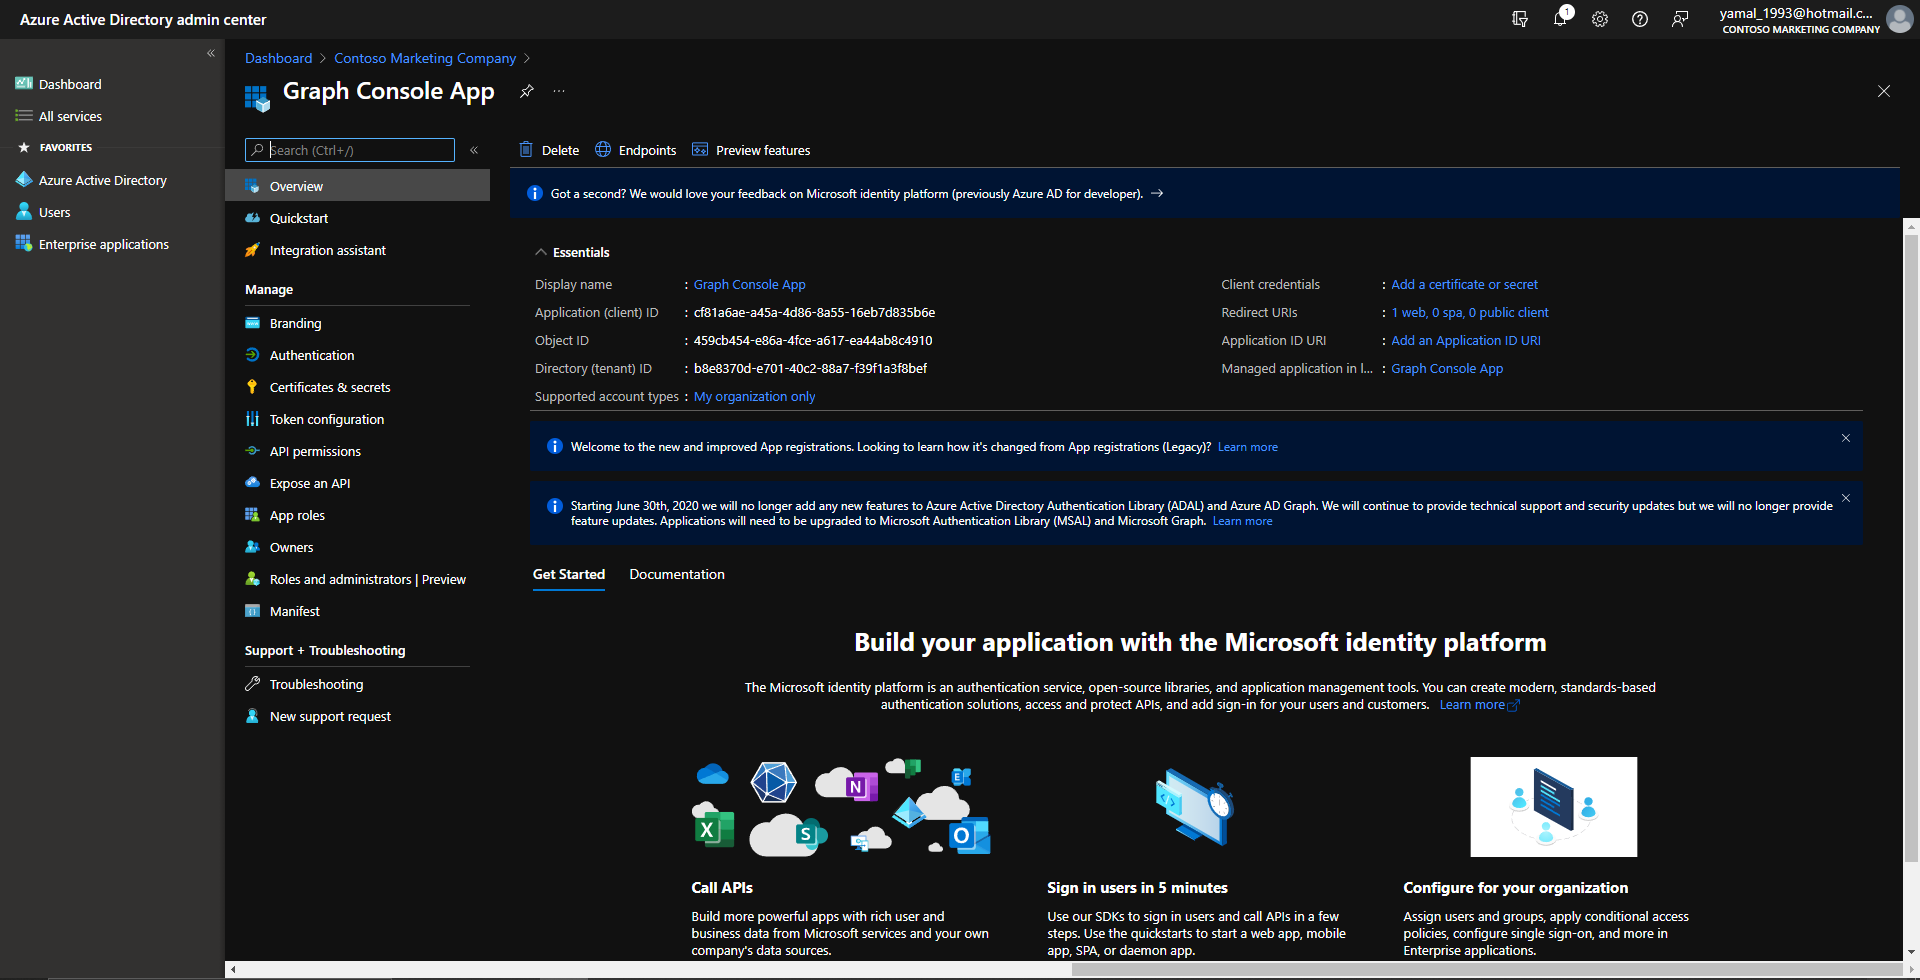 Azure Active Directory admin center
1
yamal_1993@hotmail.c...
CONTOSO MARKETING COMPANY
Dashboard
All services
FAVORITES
Azure Active Directory
Users
Enterprise applications
Dashboard > Contoso Marketing Company >
Graph Console App
Search (Ctrl+/)
Overview
Quickstart
Integration assistant
Manage
Branding
Authentication
Certificates & secrets
Token configuration
API permissions
Expose an API
App roles
Owners
Roles and administrators | Preview
Manifest
Support + Troubleshooting
Troubleshooting
New support request
Delete Endpoints Preview features
Got a second? We would love your feedback on Microsoft identity platform (previously Azure AD for developer). →
Essentials
Display name : Graph Console App
Application (client) ID : cf81a6ae-a45a-4d86-8a55-16eb7d835b6e
Object ID : 459cb454-e86a-4fce-a617-ea44ab8c4910
Directory (tenant) ID : b8e8370d-e701-40c2-88a7-f39f1a3f8bef
Supported account types : My organization only
Client credentials : Add a certificate or secret
Redirect URIs : 1 web, 0 spa, 0 public client
Application ID URI : Add an Application ID URI
Managed application in l... : Graph Console App
Welcome to the new and improved App registrations. Looking to learn how it's changed from App registrations (Legacy)? Learn more
Starting June 30th, 2020 we will no longer add any new features to Azure Active Directory Authentication Library (ADAL) and Azure AD Graph. We will continue to provide technical support and security updates but we will no longer provide
feature updates. Applications will need to be upgraded to Microsoft Authentication Library (MSAL) and Microsoft Graph. Learn more
Get Started Documentation
Build your application with the Microsoft identity platform
The Microsoft identity platform is an authentication service, open-source libraries, and application management tools. You can create modern, standards-based
authentication solutions, access and protect APIs, and add sign-in for your users and customers. Learn more
N
E
X
S
O
Call APIs
Build more powerful apps with rich user and
business data from Microsoft services and your own
company's data sources.
Sign in users in 5 minutes
Use our SDKs to sign in users and call APIs in a few
steps. Use the quickstarts to start a web app, mobile
app, SPA, or daemon app.
Configure for your organization
Assign users and groups, apply conditional access
policies, configure single sign-on, and more in
Enterprise applications.